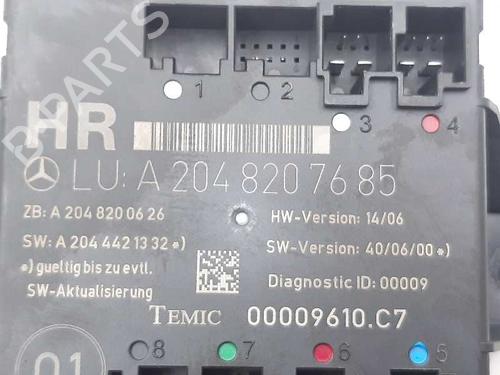 B PARTS
1 2
3 4
HR
LU: A 204 820 76 85
ZB: A 204 820 06 26
HW-Version: 14/06
SW: A 204 442 13 32 *)
SW-Version: 40/06/00 *)
*) gueltig bis zu evtl.
SW-Aktualisierung
Diagnostic ID: 00009
TEMIC 00009610.C7
01
8 7 6 5